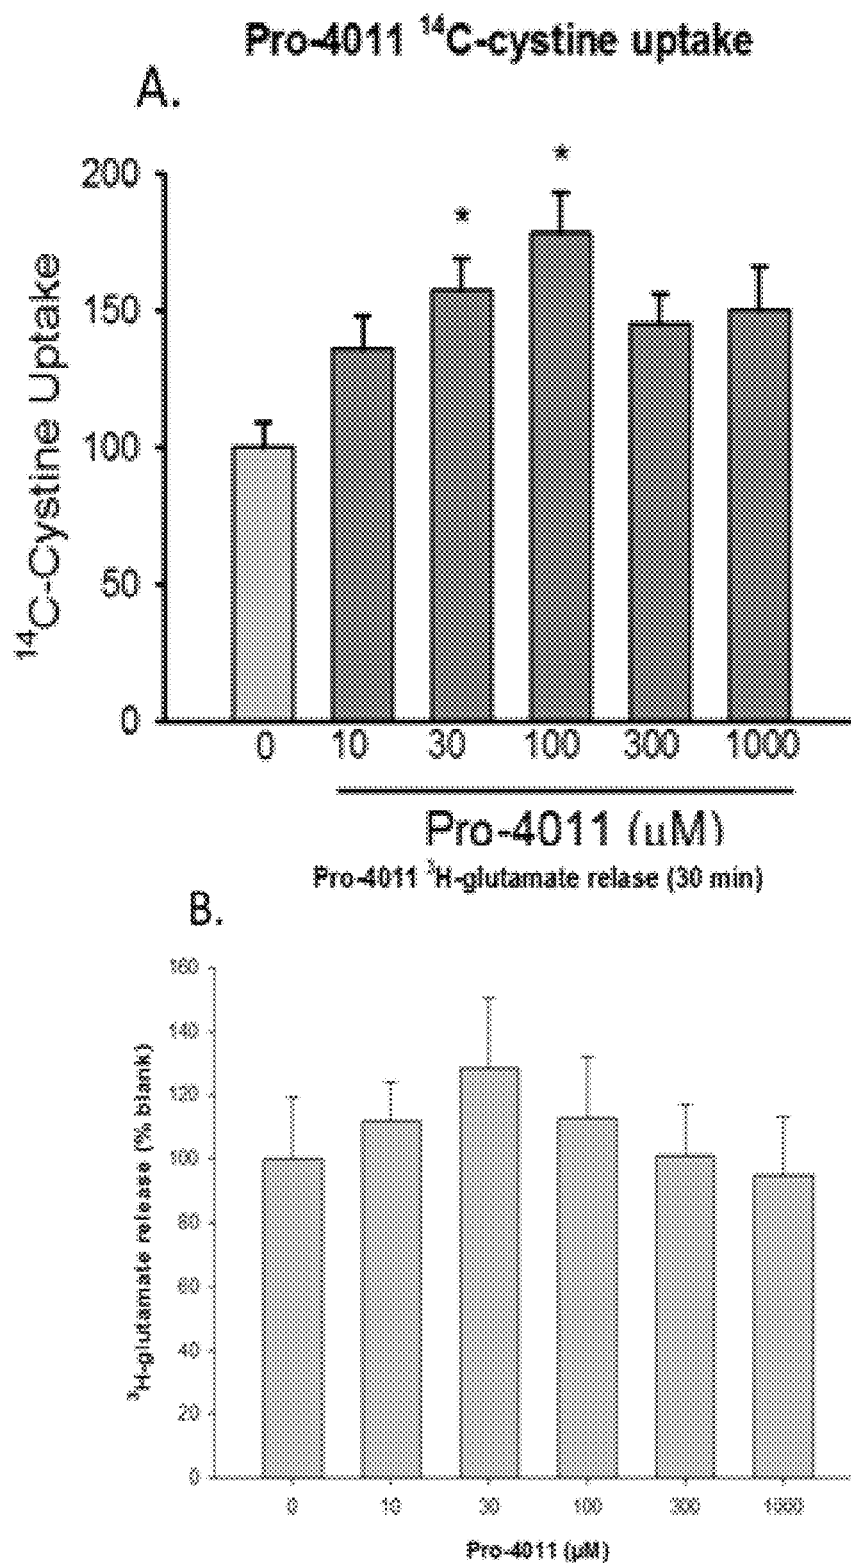 Pro-4011 ¹⁴C-cystine uptake
A.
200
150
100
50
0
¹⁴C-Cystine Uptake
*
*
0 10 30 100 300 1000
Pro-4011 (uM)
Pro-4011 ³H-glutamate relase (30 min)
B.
160
140
120
100
80
60
40
20
0
³H-glutamate release (% blank)
0 10 30 100 300 1000
Pro-4011 (µM)